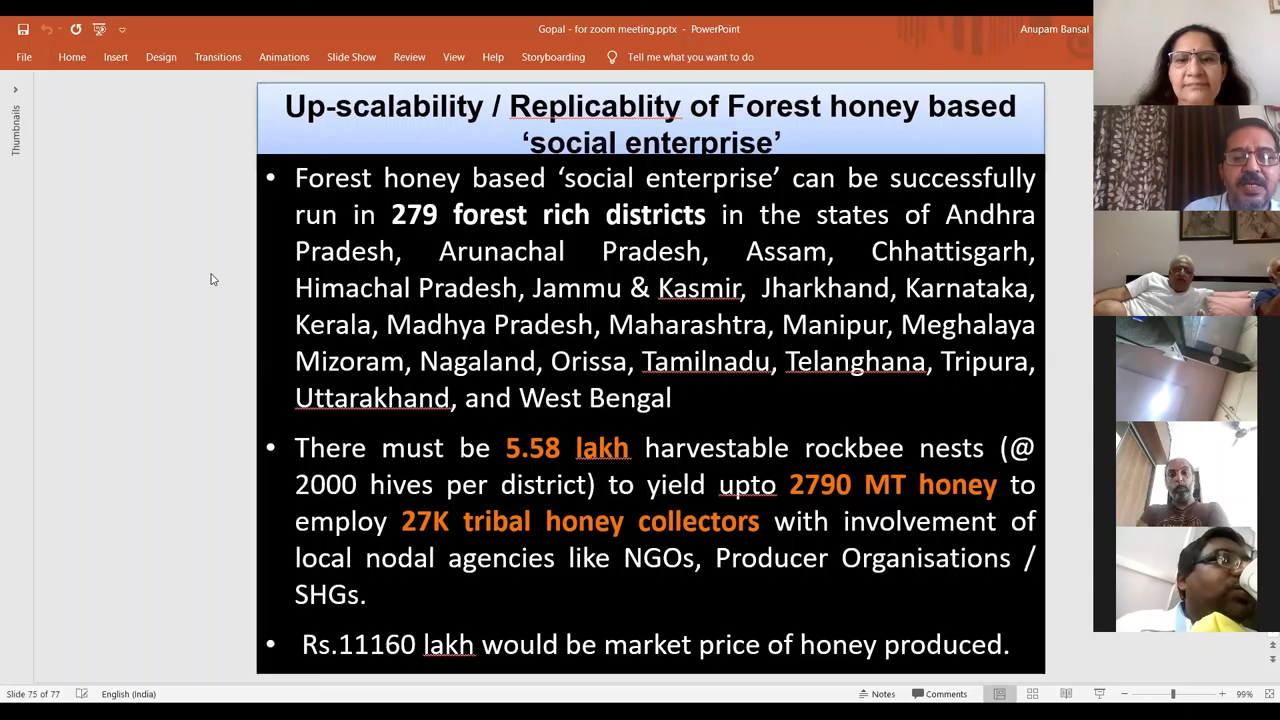 Gopal - for zoom meeting.pptx - PowerPoint
Anupam Bansal
File Home Insert Design Transitions Animations Slide Show Review View Help Storyboarding Tell me what you want to do
Thumbnails
Up-scalability / Replicablity of Forest honey based
‘social enterprise’
• Forest honey based ‘social enterprise’ can be successfully
run in 279 forest rich districts in the states of Andhra
Pradesh, Arunachal Pradesh, Assam, Chhattisgarh,
Himachal Pradesh, Jammu & Kasmir, Jharkhand, Karnataka,
Kerala, Madhya Pradesh, Maharashtra, Manipur, Meghalaya
Mizoram, Nagaland, Orissa, Tamilnadu, Telanghana, Tripura,
Uttarakhand, and West Bengal
• There must be 5.58 lakh harvestable rockbee nests (@
2000 hives per district) to yield upto 2790 MT honey to
employ 27K tribal honey collectors with involvement of
local nodal agencies like NGOs, Producer Organisations /
SHGs.
• Rs.11160 lakh would be market price of honey produced.
Slide 75 of 77 English (India) Notes Comments 99%